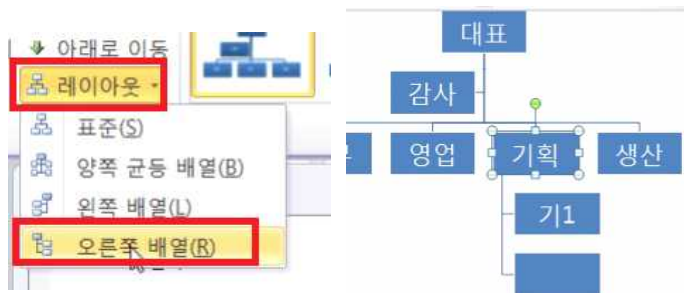 아래로 이동
레이아웃
표준(S)
양쪽 균등 배열(B)
왼쪽 배열(L)
오른쪽 배열(R)
대표
감사
영업
기획
생산
기1